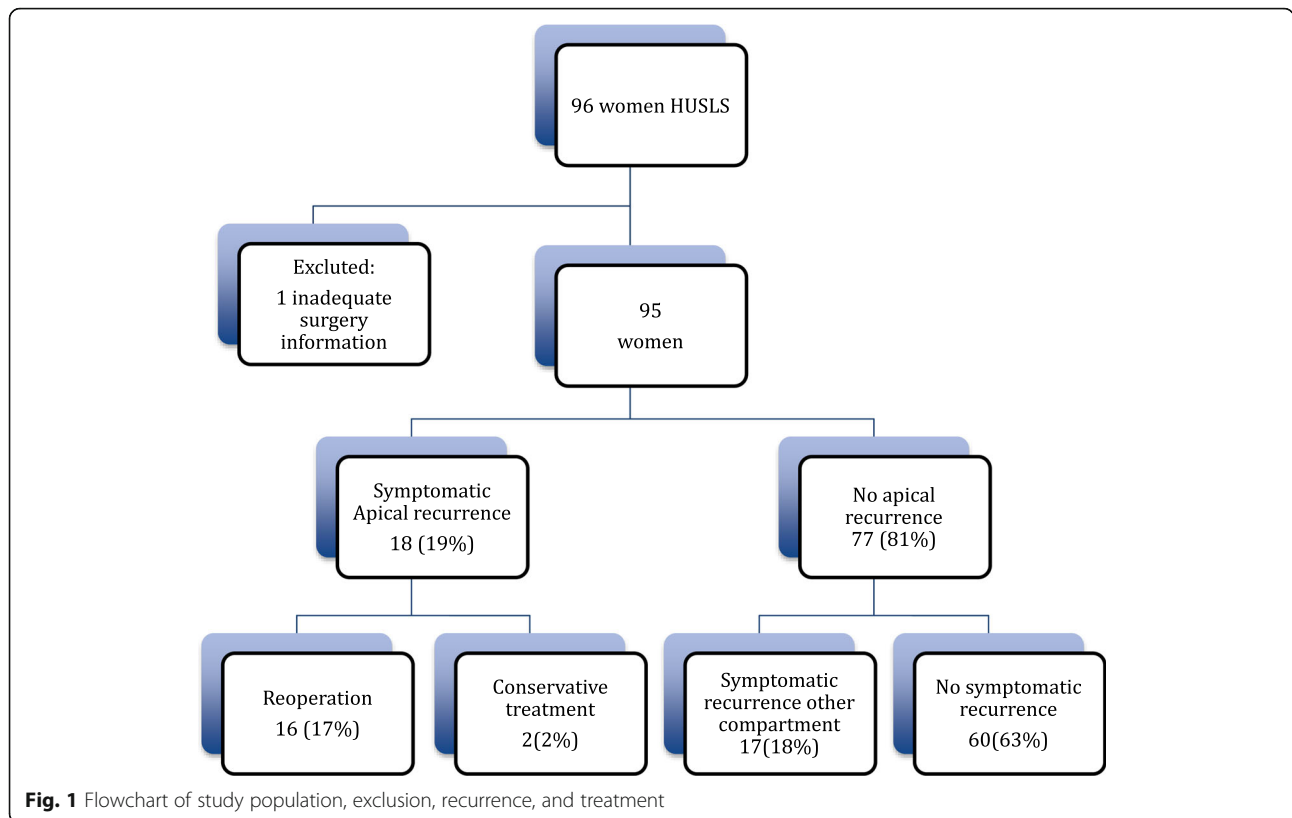 96 women HUSLS
Excluted:
1 inadequate
surgery
information
95
women
Symptomatic
Apical recurrence
18 (19%)
No apical
recurrence
77 (81%)
Reoperation
16 (17%)
Conservative
treatment
2(2%)
Symptomatic
recurrence other
compartment
17(18%)
No symptomatic
recurrence
60(63%)
Fig. 1 Flowchart of study population, exclusion, recurrence, and treatment